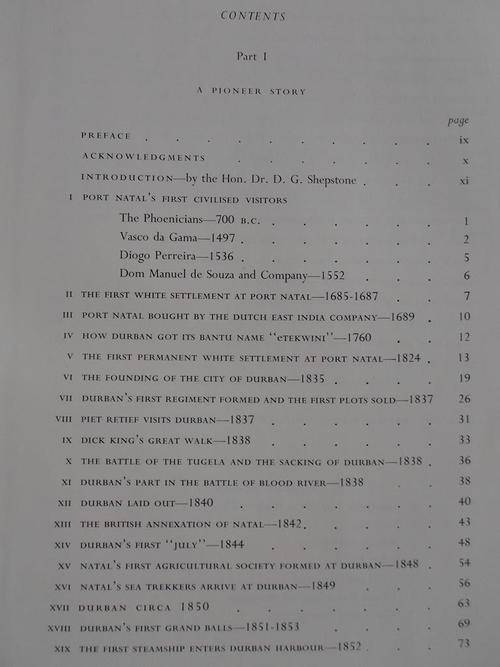 CONTENTS
Part I
A PIONEER STORY
page
PREFACE . . . . . . . . ix
ACKNOWLEDGMENTS . . . . . . x
INTRODUCTION—by the Hon. Dr. D. G. Shepstone . . . xi
I PORT NATAL'S FIRST CIVILISED VISITORS
The Phoenicians—700 B.C. . . . . . 1
Vasco da Gama—1497 . . . . . . 2
Diogo Perreira—1536 . . . . . . 5
Dom Manuel de Souza and Company—1552 . . . 6
II THE FIRST WHITE SETTLEMENT AT PORT NATAL—1685-1687 . . 7
III PORT NATAL BOUGHT BY THE DUTCH EAST INDIA COMPANY—1689 . 10
IV HOW DURBAN GOT ITS BANTU NAME "eTEKWINI"—1760 . . 12
V THE FIRST PERMANENT WHITE SETTLEMENT AT PORT NATAL—1824 . 13
VI THE FOUNDING OF THE CITY OF DURBAN—1835 . . . . 19
VII DURBAN'S FIRST REGIMENT FORMED AND THE FIRST PLOTS SOLD—1837 26
VIII PIET RETIEF VISITS DURBAN—1837 . . . . . 31
IX DICK KING'S GREAT WALK—1838 . . . . . 33
X THE BATTLE OF THE TUGELA AND THE SACKING OF DURBAN—1838 . 36
XI DURBAN'S PART IN THE BATTLE OF BLOOD RIVER—1838 . . 38
XII DURBAN LAID OUT—1840 . . . . . . 40
XIII THE BRITISH ANNEXATION OF NATAL—1842 . . . . . 43
XIV DURBAN'S FIRST "JULY"—1844 . . . . . 48
XV NATAL'S FIRST AGRICULTURAL SOCIETY FORMED AT DURBAN—1848 . 54
XVI NATAL'S SEA TREKKERS ARRIVE AT DURBAN—1849 . . . 56
XVII DURBAN CIRCA 1850 . . . . . . 63
XVIII DURBAN'S FIRST GRAND BALLS—1851-1853 . . . . 69
XIX THE FIRST STEAMSHIP ENTERS DURBAN HARBOUR—1852 . . . 73